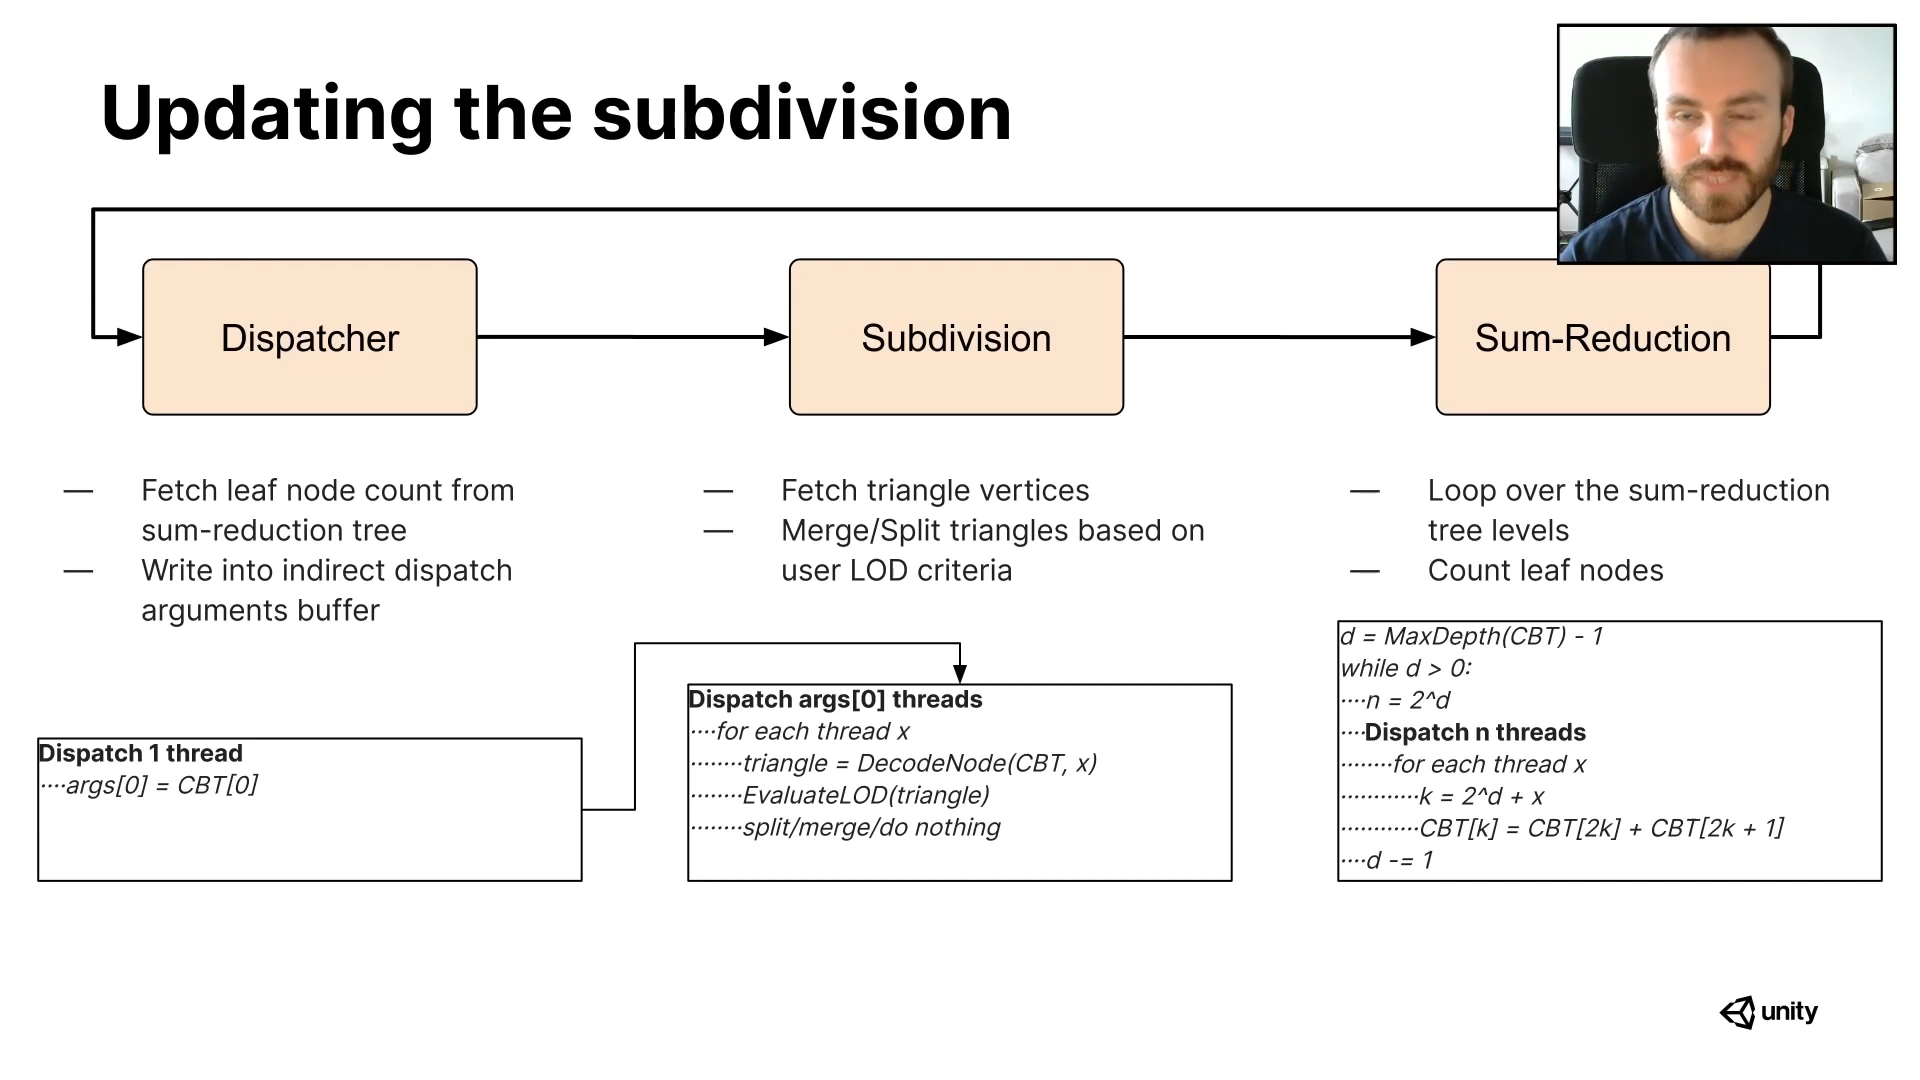 Updating the subdivision
Dispatcher
Subdivision
Sum-Reduction
— Fetch leaf node count from
sum-reduction tree
— Write into indirect dispatch
arguments buffer
— Fetch triangle vertices
— Merge/Split triangles based on
user LOD criteria
— Loop over the sum-reduction
tree levels
— Count leaf nodes
Dispatch 1 thread
····args[0] = CBT[0]
Dispatch args[0] threads
····for each thread x
········triangle = DecodeNode(CBT, x)
········EvaluateLOD(triangle)
········split/merge/do nothing
d = MaxDepth(CBT) - 1
while d > 0:
····n = 2^d
····Dispatch n threads
········for each thread x
············k = 2^d + x
············CBT[k] = CBT[2k] + CBT[2k + 1]
····d -= 1
unity